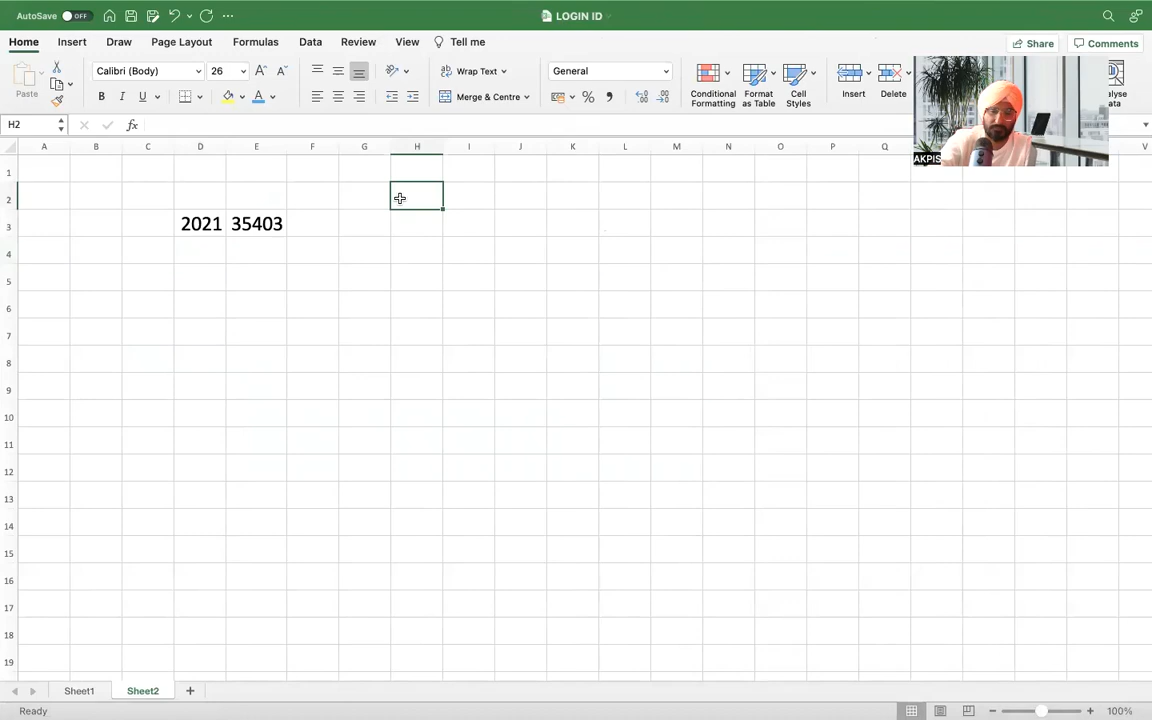 AutoSave OFF LOGIN ID
Home Insert Draw Page Layout Formulas Data Review View Tell me Share Comments
Paste Calibri (Body) 26 A A Wrap Text General
B I U A Merge & Centre % Conditional Formatting Format as Table Cell Styles Insert Delete
AKPIS
H2 fx
A B C D E F G H I J K L M N O P Q V
1
2
3 2021 35403
4
5
6
7
8
9
10
11
12
13
14
15
16
17
18
19
Sheet1 Sheet2 +
Ready 100%